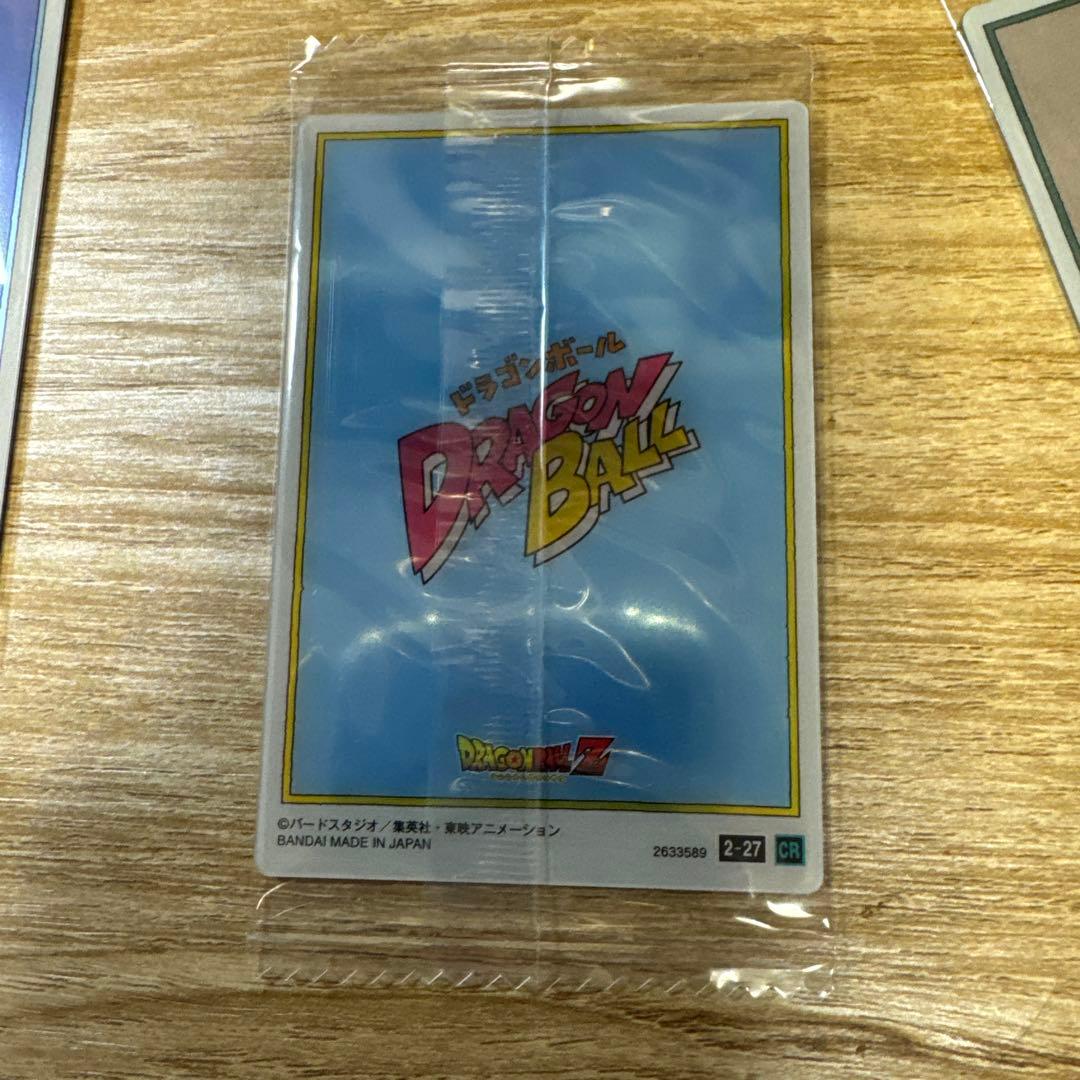 ドラゴンボール
DRAGON
BALL
DRAGON BALL Z
©バードスタジオ／集英社・東映アニメーション
BANDAI MADE IN JAPAN
2633589 2-27 CR